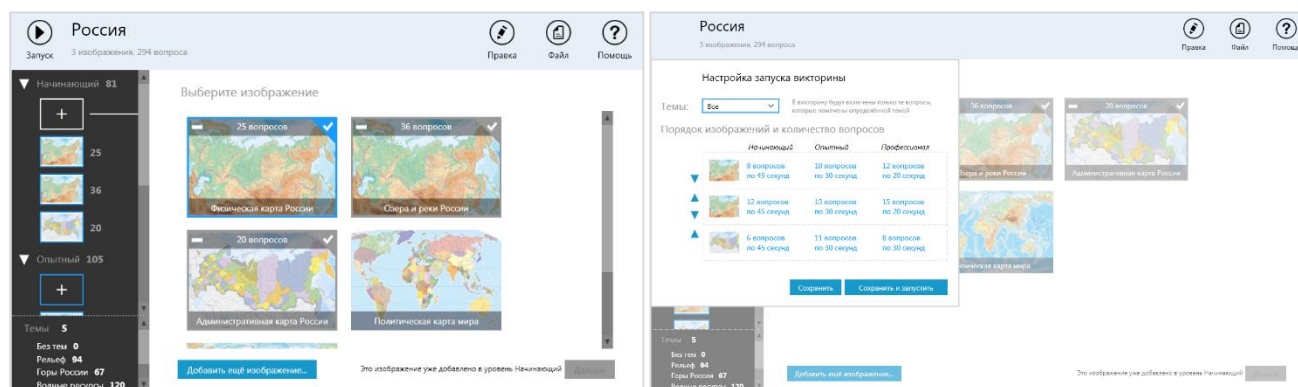 Россия
3 изображения, 294 вопроса
Запуск
Правка
Файл
Помощь
Начинающий 81
+
25
36
20
Опытный 105
+
Темы 5
Без тем 0
Рельеф 94
Горы России 67
Водные ресурсы 120
Выберите изображение
25 вопросов
Физическая карта России
36 вопросов
Озера и реки России
20 вопросов
Административная карта России
Политическая карта мира
Добавить ещё изображение...
Это изображение уже добавлено в уровень Начинающий
Дальше
Россия
3 изображения, 294 вопроса
Правка
Файл
Помощь
Настройка запуска викторины
Темы:
Все
В викторину будут включены только те вопросы,
которые помечены определённой темой
Порядок изображений и количество вопросов
Начинающий Опытный Профессионал
8 вопросов 10 вопросов 12 вопросов
по 45 секунд по 30 секунд по 20 секунд
12 вопросов 13 вопросов 15 вопросов
по 45 секунд по 30 секунд по 20 секунд
6 вопросов 11 вопросов 8 вопросов
по 45 секунд по 30 секунд по 30 секунд
Сохранить
Сохранить и запустить
36 вопросов
Озера и реки России
20 вопросов
Административная карта России
карта мира
Темы 5
Без тем 0
Рельеф 94
Горы России 67
Водные ресурсы 120
Добавить ещё изображение...
Это изображение уже добавлено в уровень Начинающий